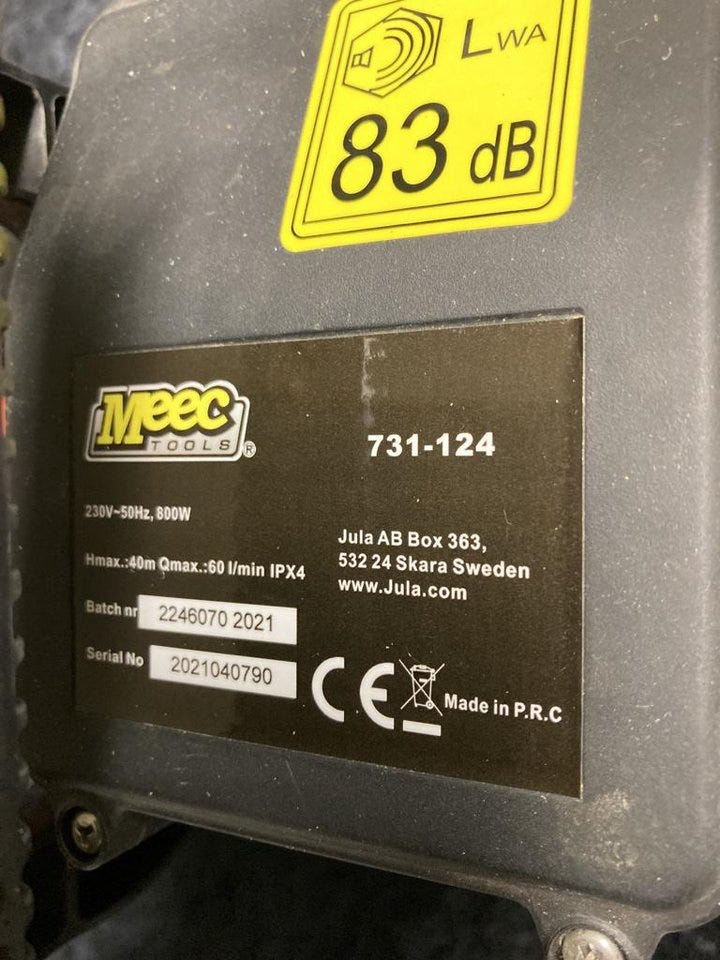 LWA
83 dB
Meec
TOOLS®
731-124
230V~50Hz, 800W
Hmax.:40m Qmax.:60 l/min IPX4
Jula AB Box 363,
532 24 Skara Sweden
www.Jula.com
Batch nr 2246070 2021
Serial No 2021040790
CE
Made in P.R.C